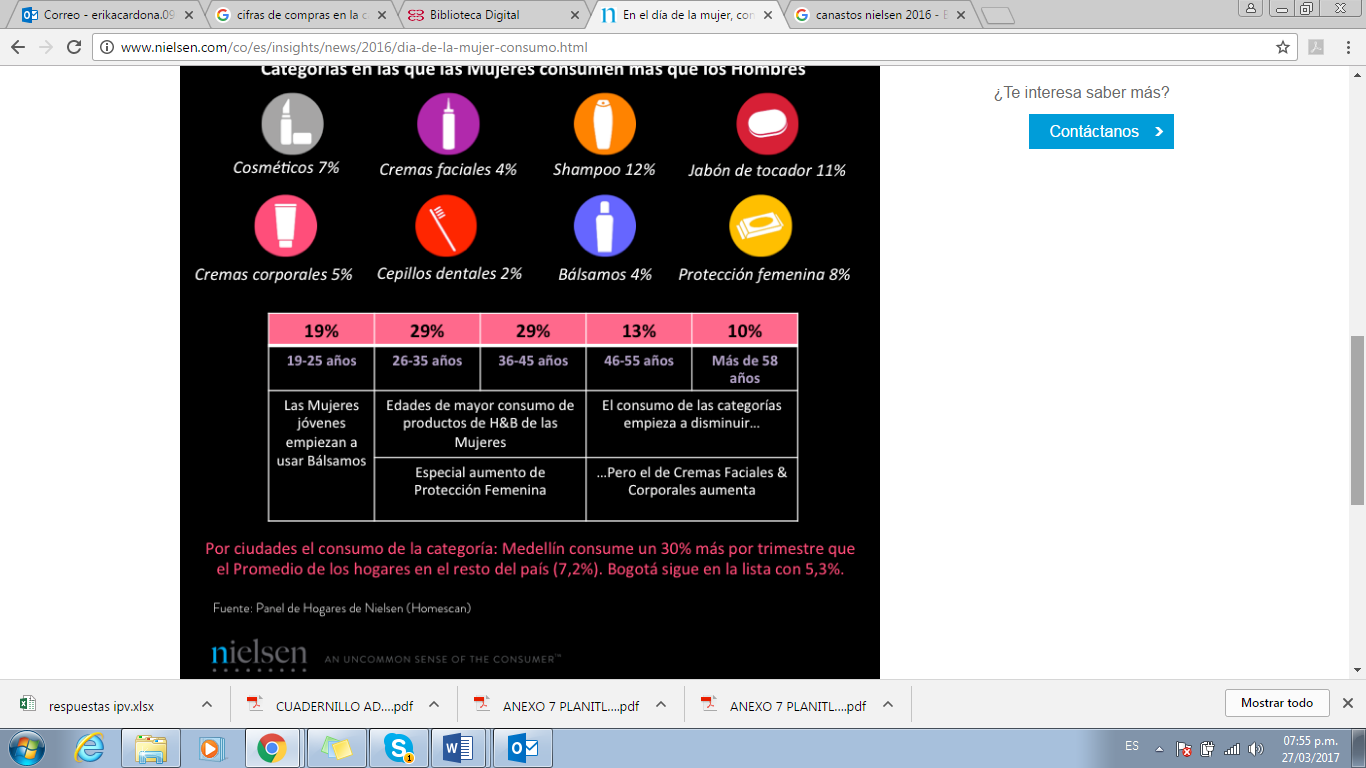 Correo - erikacardona.09
cifras de compras en la c
Biblioteca Digital
En el día de la mujer, con
canastos nielsen 2016 - B
www.nielsen.com/co/es/insights/news/2016/dia-de-la-mujer-consumo.html
Categorías en las que las Mujeres consumen más que los Hombres
¿Te interesa saber más?
Contáctanos
Cosméticos 7%
Cremas faciales 4%
Shampoo 12%
Jabón de tocador 11%
Cremas corporales 5%
Cepillos dentales 2%
Bálsamos 4%
Protección femenina 8%
19%
29%
29%
13%
10%
19-25 años
26-35 años
36-45 años
46-55 años
Más de 58
años
Las Mujeres
jóvenes
empiezan a
usar Bálsamos
Edades de mayor consumo de
productos de H&B de las
Mujeres
El consumo de las categorías
empieza a disminuir...
Especial aumento de
Protección Femenina
...Pero el de Cremas Faciales &
Corporales aumenta
Por ciudades el consumo de la categoría: Medellín consume un 30% más por trimestre que
el Promedio de los hogares en el resto del país (7,2%). Bogotá sigue en la lista con 5,3%.
Fuente: Panel de Hogares de Nielsen (Homescan)
nielsen
AN UNCOMMON SENSE OF THE CONSUMER™
respuestas ipv.xlsx
CUADERNILLO AD....pdf
ANEXO 7 PLANITL....pdf
ANEXO 7 PLANITL....pdf
Mostrar todo
ES
07:55 p.m.
27/03/2017